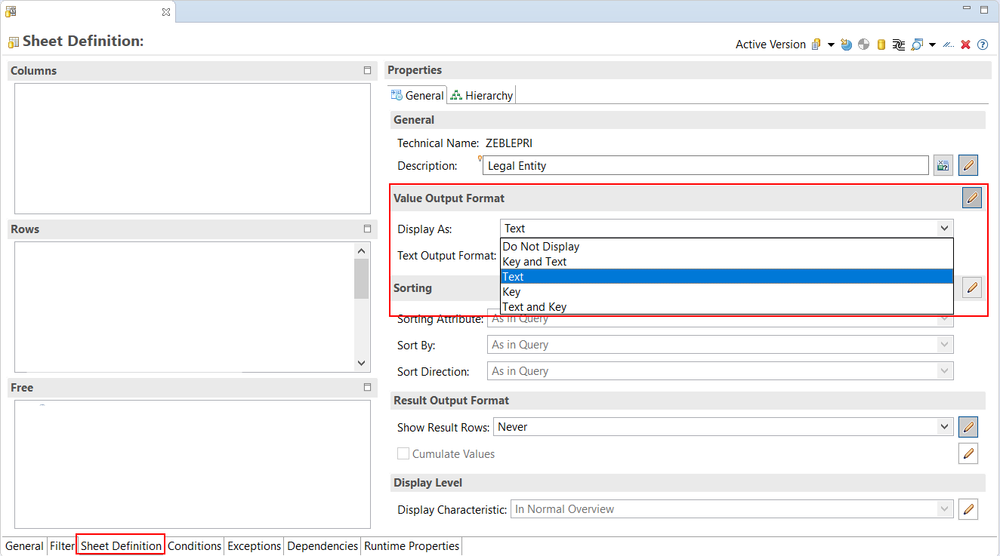 Sheet Definition:
Active Version
Columns
Rows
Free
Properties
General Hierarchy
General
Technical Name: ZEBLEPRI
Description: Legal Entity
Value Output Format
Display As: Text
Do Not Display
Text Output Format: Key and Text
Text
Sorting
Key
Text and Key
Sorting Attribute: As in Query
Sort By: As in Query
Sort Direction: As in Query
Result Output Format
Show Result Rows: Never
Cumulate Values
Display Level
Display Characteristic: In Normal Overview
General Filter Sheet Definition Conditions Exceptions Dependencies Runtime Properties